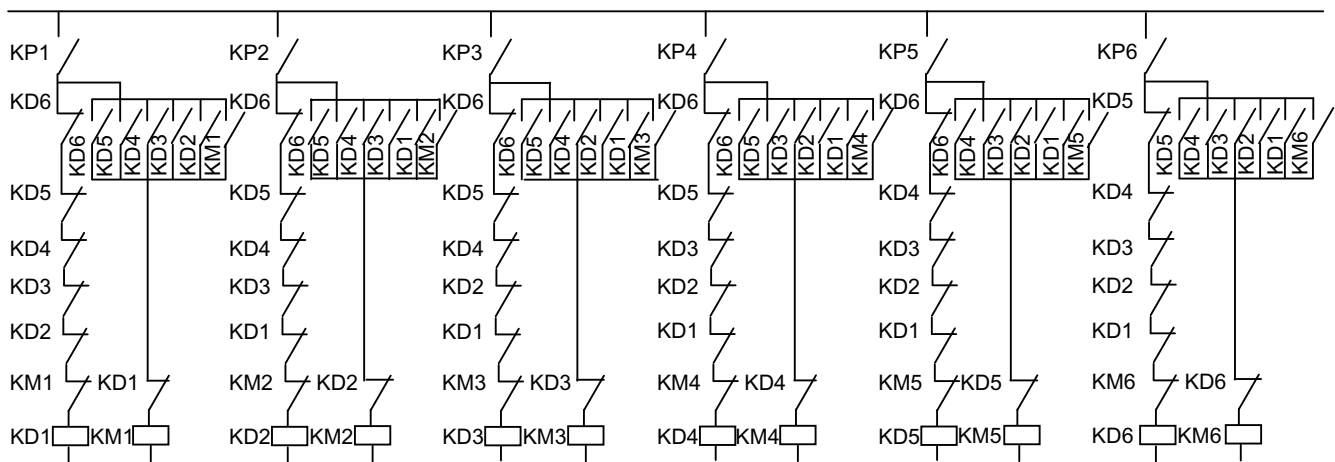 KP1 KP2 KP3 KP4 KP5 KP6
KD6 KD6 KD6 KD6 KD6 KD5
KD6 KD5 KD4 KD3 KD2 KM1
KD6 KD5 KD4 KD3 KD1 KM2
KD6 KD5 KD4 KD2 KD1 KM3
KD6 KD5 KD3 KD2 KD1 KM4
KD6 KD4 KD3 KD2 KD1 KM5
KD5 KD4 KD3 KD2 KD1 KM6
KD5 KD5 KD5 KD5 KD4 KD4
KD4 KD4 KD4 KD3 KD3 KD3
KD3 KD3 KD2 KD2 KD2 KD2
KD2 KD1 KD1 KD1 KD1 KD1
KM1 KD1 KM2 KD2 KM3 KD3 KM4 KD4 KM5 KD5 KM6 KD6
KD1 KM1 KD2 KM2 KD3 KM3 KD4 KM4 KD5 KM5 KD6 KM6